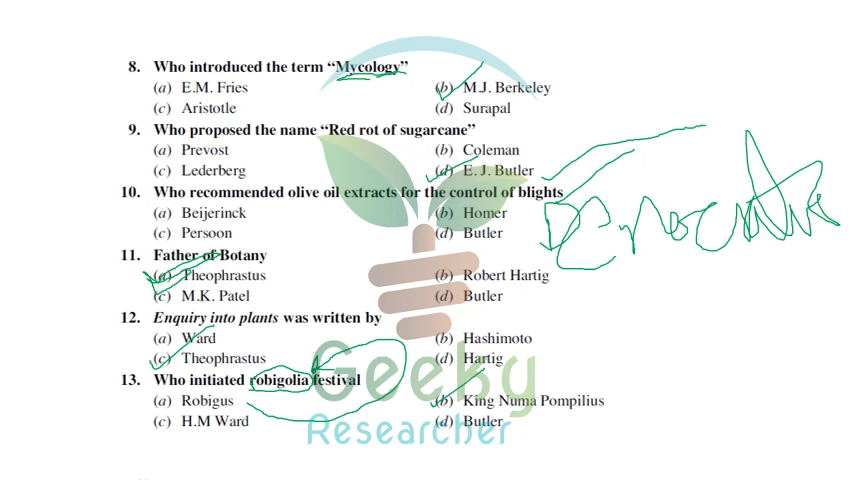 8. Who introduced the term “Mycology”
(a) E.M. Fries (b) M.J. Berkeley
(c) Aristotle (d) Surapal
9. Who proposed the name “Red rot of sugarcane”
(a) Prevost (b) Coleman
(c) Lederberg (d) E. J. Butler
10. Who recommended olive oil extracts for the control of blights
(a) Beijerinck (b) Homer
(c) Persoon (d) Butler
11. Father of Botany
(a) Theophrastus (b) Robert Hartig
(c) M.K. Patel (d) Butler
12. Enquiry into plants was written by
(a) Ward (b) Hashimoto
(c) Theophrastus (d) Hartig
13. Who initiated robigolia festival
(a) Robigus (b) King Numa Pompilius
(c) H.M Ward (d) Butler
Geeky
Researcher